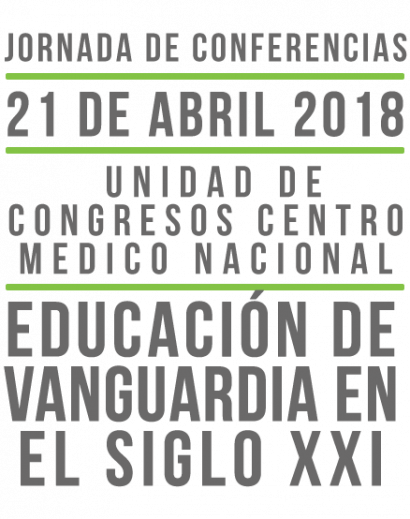 JORNADA DE CONFERENCIAS
21 DE ABRIL 2018
UNIDAD DE
CONGRESOS CENTRO
MEDICO NACIONAL
EDUCACIÓN DE
VANGUARDIA EN
EL SIGLO XXI